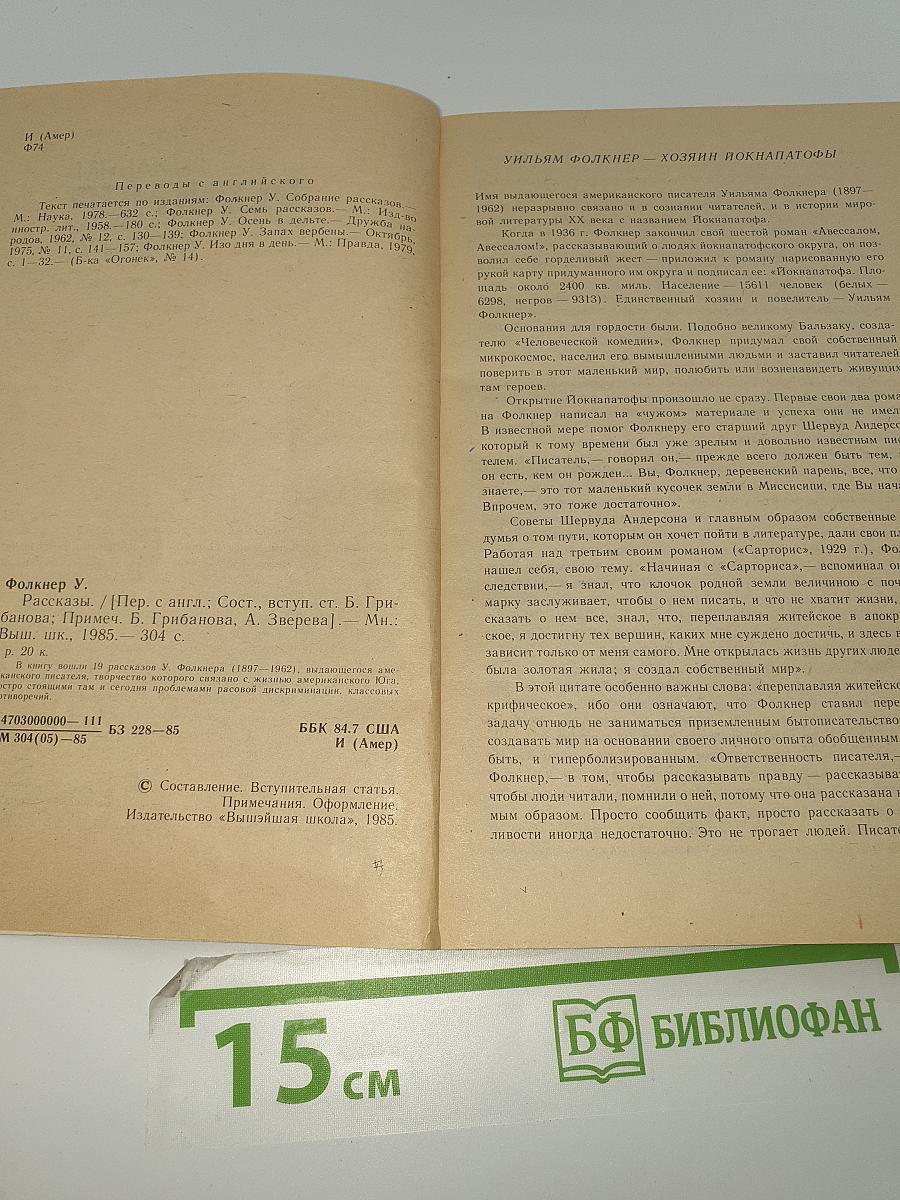 И (Амер)
Ф74
Переводы с английского
Текст печатается по изданиям: Фолкнер У. Собрание рассказов.—
М.: Наука, 1978.—632 с.; Фолкнер У. Семь рассказов.— М.: Изд-во
иностр. лит., 1958.—180 с.; Фолкнер У. Осень в дельте.— Дружба на-
родов, 1962, № 12, с. 130—139; Фолкнер У. Запах вербены.— Октябрь,
1975, № 11, с. 141—157; Фолкнер У. Изо дня в день.— М.: Правда, 1979,
с. 1—32.— (Б-ка «Огонек», № 14).
Фолкнер У.
Рассказы. / [Пер. с англ.; Сост., вступ. ст. Б. Гри-
банова; Примеч. Б. Грибанова, А. Зверева].— Мн.:
Выш. шк., 1985.— 304 с.
р. 20 к.
В книгу вошли 19 рассказов У. Фолкнера (1897—1962), выдающегося аме-
канского писателя, творчество которого связано с жизнью американского Юга,
остро стоящими там и сегодня проблемами расовой дискриминации, классовых
отиворечий.
4703000000— 111
М 304(05)—85
БЗ 228—85
ББК 84.7 США
И (Амер)
© Составление. Вступительная статья.
Примечания. Оформление.
Издательство «Вышэйшая школа», 1985.
УИЛЬЯМ ФОЛКНЕР — ХОЗЯИН ЙОКНАПАТОФЫ
Имя выдающегося американского писателя Уильяма Фолкнера (1897—
1962) неразрывно связано и в сознании читателей, и в истории миро-
вой литературы XX века с названием Йокнапатофа.
Когда в 1936 г. Фолкнер закончил свой шестой роман «Авессалом,
Авессалом!», рассказывающий о людях йокнапатофского округа, он поз-
волил себе горделивый жест — приложил к роману нарисованную его
рукой карту придуманного им округа и подписал ее: «Йокнапатофа. Пло-
щадь около 2400 кв. миль. Население — 15611 человек (белых —
6298, негров — 9313). Единственный хозяин и повелитель — Уильям
Фолкнер».
Основания для гордости были. Подобно великому Бальзаку, созда-
телю «Человеческой комедии», Фолкнер придумал свой собственный
микрокосмос, населил его вымышленными людьми и заставил читателей
поверить в этот маленький мир, полюбить или возненавидеть живущих
там героев.
Открытие Йокнапатофы произошло не сразу. Первые свои два рома
на Фолкнер написал на «чужом» материале и успеха они не имел
В известной мере помог Фолкнеру его старший друг Шервуд Андерсо
который к тому времени был уже зрелым и довольно известным пис
телем. «Писатель,— говорил он,— прежде всего должен быть тем,
он есть, кем он рожден... Вы, Фолкнер, деревенский парень, все, что
знаете,— это тот маленький кусочек земли в Миссисипи, где Вы нача
Впрочем, это тоже достаточно».
Советы Шервуда Андерсона и главным образом собственные
думья о том пути, которым он хочет пойти в литературе, дали свои пл
Работая над третьим своим романом («Сарторис», 1929 г.), Фол
нашел себя, свою тему. «Начиная с «Сарториса»,— вспоминал он
следствии,— я знал, что клочок родной земли величиною с поч
марку заслуживает, чтобы о нем писать, и что не хватит жизни,
сказать о нем все, знал, что, переплавляя житейское в апокр
ское, я достигну тех вершин, каких мне суждено достичь, и здесь в
зависит только от меня самого. Мне открылась жизнь других люде
была золотая жила; я создал собственный мир».
В этой цитате особенно важны слова: «переплавляя житейско
крифическое», ибо они означают, что Фолкнер ставил пере
задачу отнюдь не заниматься приземленным бытописательство
создавать мир на основании своего личного опыта обобщенным
быть, и гиперболизированным. «Ответственность писателя,—
Фолкнер,— в том, чтобы рассказывать правду — рассказыва
чтобы люди читали, помнили о ней, потому что она рассказана н
мым образом. Просто сообщить факт, просто рассказать о
ливости иногда недостаточно. Это не трогает людей. Писате
15 см
БФ БИБЛИОФАН